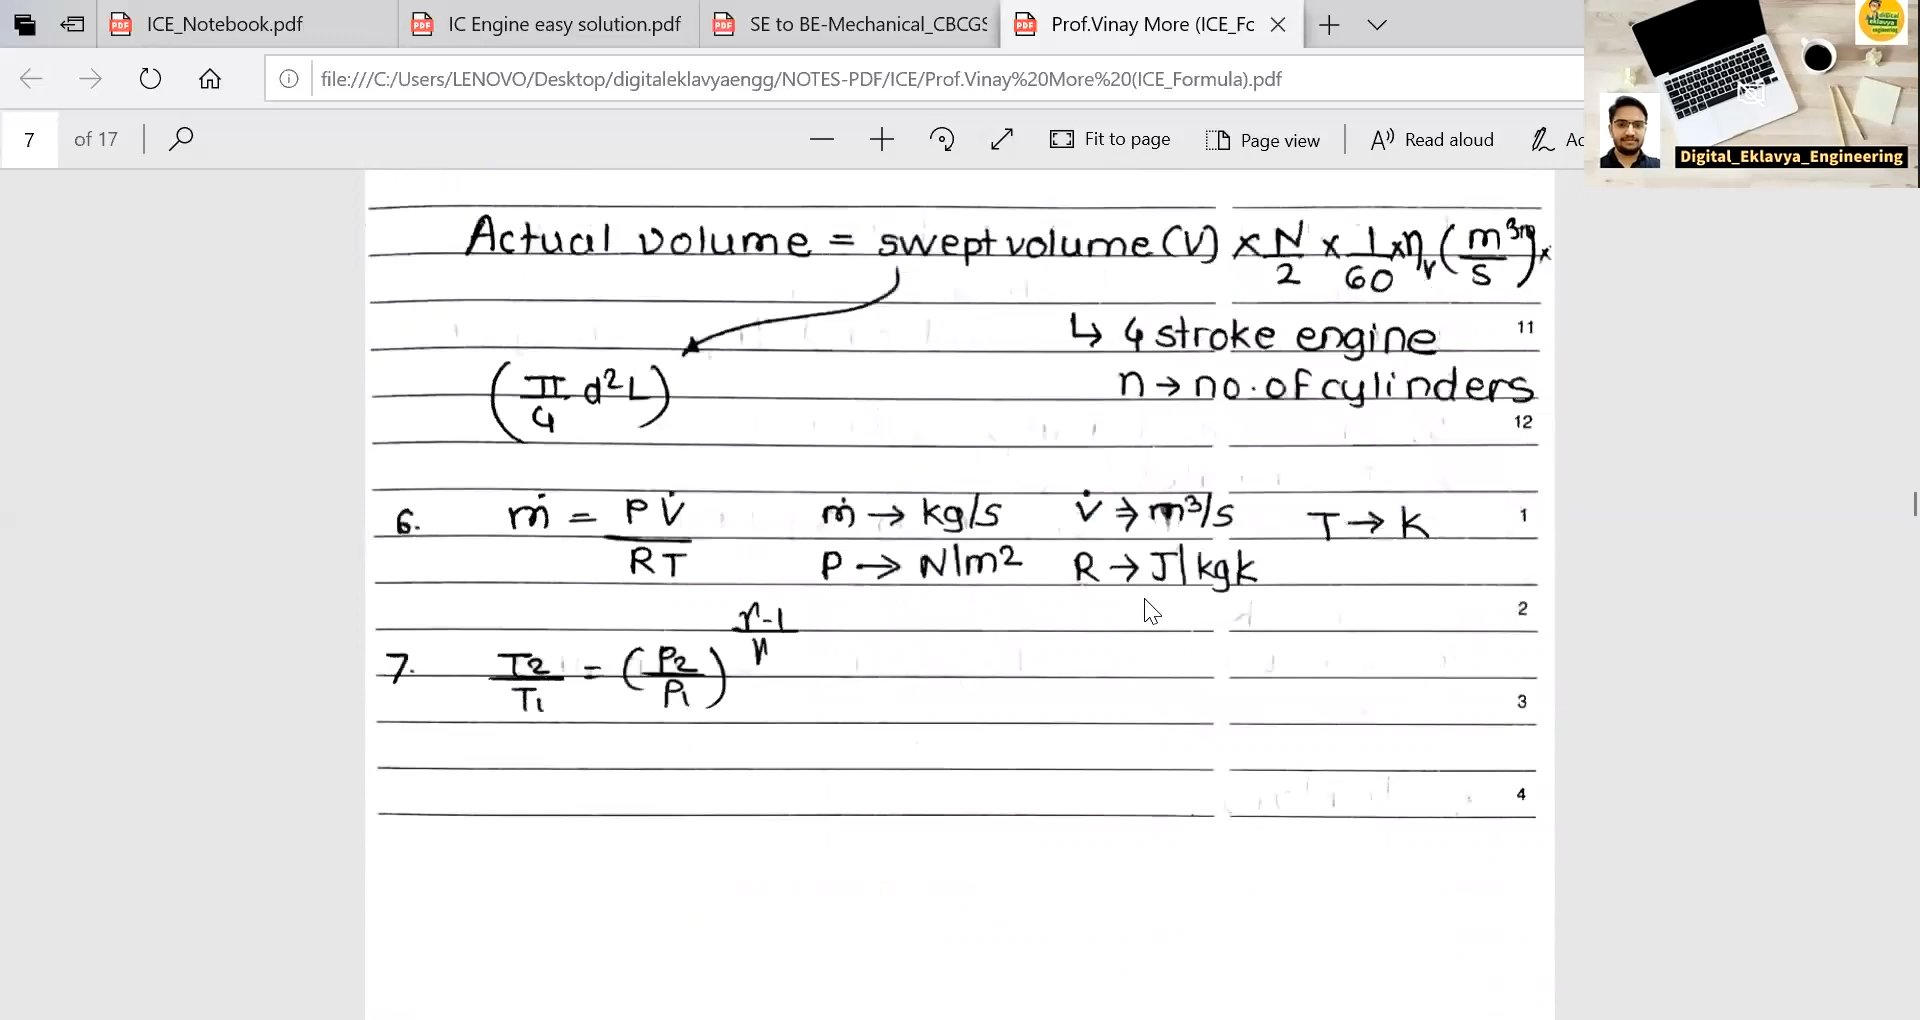 ICE_Notebook.pdf
IC Engine easy solution.pdf
SE to BE-Mechanical_CBCGS
Prof.Vinay More (ICE_Fo
file:///C:/Users/LENOVO/Desktop/digitaleklavyaengg/NOTES-PDF/ICE/Prof.Vinay%20More%20(ICE_Formula).pdf
7 of 17
Fit to page
Page view
Read aloud
Digital_Eklavya_Engineering
Actual volume = swept volume (V) × N/2 × 1/60 × ηv (m³/s) ×
↳ 4 stroke engine
11
(π/4 d²L)
n → no. of cylinders
12
6. ṁ = PV̇/RT
ṁ → kg/s V̇ → m³/s T → K
1
P → N/m² R → J/kgk
2
7. T2/T1 = (P2/P1)
3
4